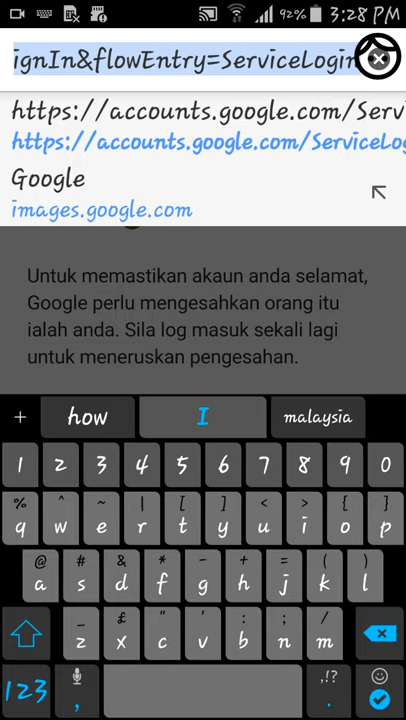 92% 3:28 PM
ignIn&flowEntry=ServiceLogin
https://accounts.google.com/Serv
https://accounts.google.com/ServiceLog
Google
images.google.com
Untuk memastikan akaun anda selamat,
Google perlu mengesahkan orang itu
ialah anda. Sila log masuk sekali lagi
untuk meneruskan pengesahan.
+ how I malaysia
1 2 3 4 5 6 7 8 9 0
% ^ ~ | [ ] < > { }
q w e r t y u i o p
@ # & * - + = ( )
a s d f g h j k l
_ £ " ' : ; /
z x c v b n m
123 , ,!? .